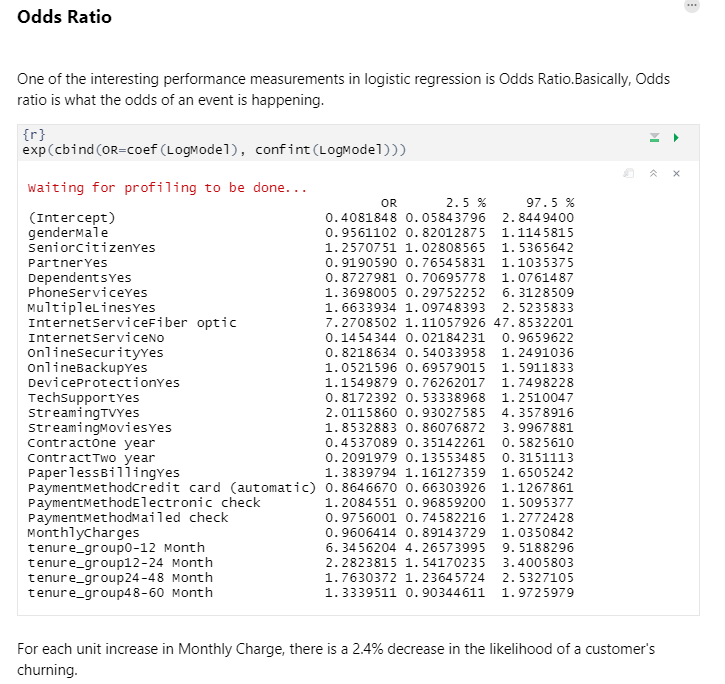 Odds Ratio
One of the interesting performance measurements in logistic regression is Odds Ratio.Basically, Odds
ratio is what the odds of an event is happening.
{r}
exp(cbind(OR=coef(LogModel), confint(LogModel)))
Waiting for profiling to be done...
OR 2.5 % 97.5 %
(Intercept) 0.4081848 0.05843796 2.8449400
genderMale 0.9561102 0.82012875 1.1145815
SeniorCitizenYes 1.2570751 1.02808565 1.5365642
PartnerYes 0.9190590 0.76545831 1.1035375
DependentsYes 0.8727981 0.70695778 1.0761487
PhoneServiceYes 1.3698005 0.29752252 6.3128509
MultipleLinesYes 1.6633934 1.09748393 2.5235833
InternetServiceFiber optic 7.2708502 1.11057926 47.8532201
InternetServiceNo 0.1454344 0.02184231 0.9659622
OnlineSecurityYes 0.8218634 0.54033958 1.2491036
OnlineBackupYes 1.0521596 0.69579015 1.5911833
DeviceProtectionYes 1.1549879 0.76262017 1.7498228
TechSupportYes 0.8172392 0.53338968 1.2510047
StreamingTVYes 2.0115860 0.93027585 4.3578916
StreamingMoviesYes 1.8532883 0.86076872 3.9967881
ContractOne year 0.4537089 0.35142261 0.5825610
ContractTwo year 0.2091979 0.13553485 0.3151113
PaperlessBillingYes 1.3839794 1.16127359 1.6505242
PaymentMethodCredit card (automatic) 0.8646670 0.66303926 1.1267861
PaymentMethodElectronic check 1.2084551 0.96859200 1.5095377
PaymentMethodMailed check 0.9756001 0.74582216 1.2772428
MonthlyCharges 0.9606414 0.89143729 1.0350842
tenure_group0-12 Month 6.3456204 4.26573995 9.5188296
tenure_group12-24 Month 2.2823815 1.54170235 3.4005803
tenure_group24-48 Month 1.7630372 1.23645724 2.5327105
tenure_group48-60 Month 1.3339511 0.90344611 1.9725979
For each unit increase in Monthly Charge, there is a 2.4% decrease in the likelihood of a customer's
churning.